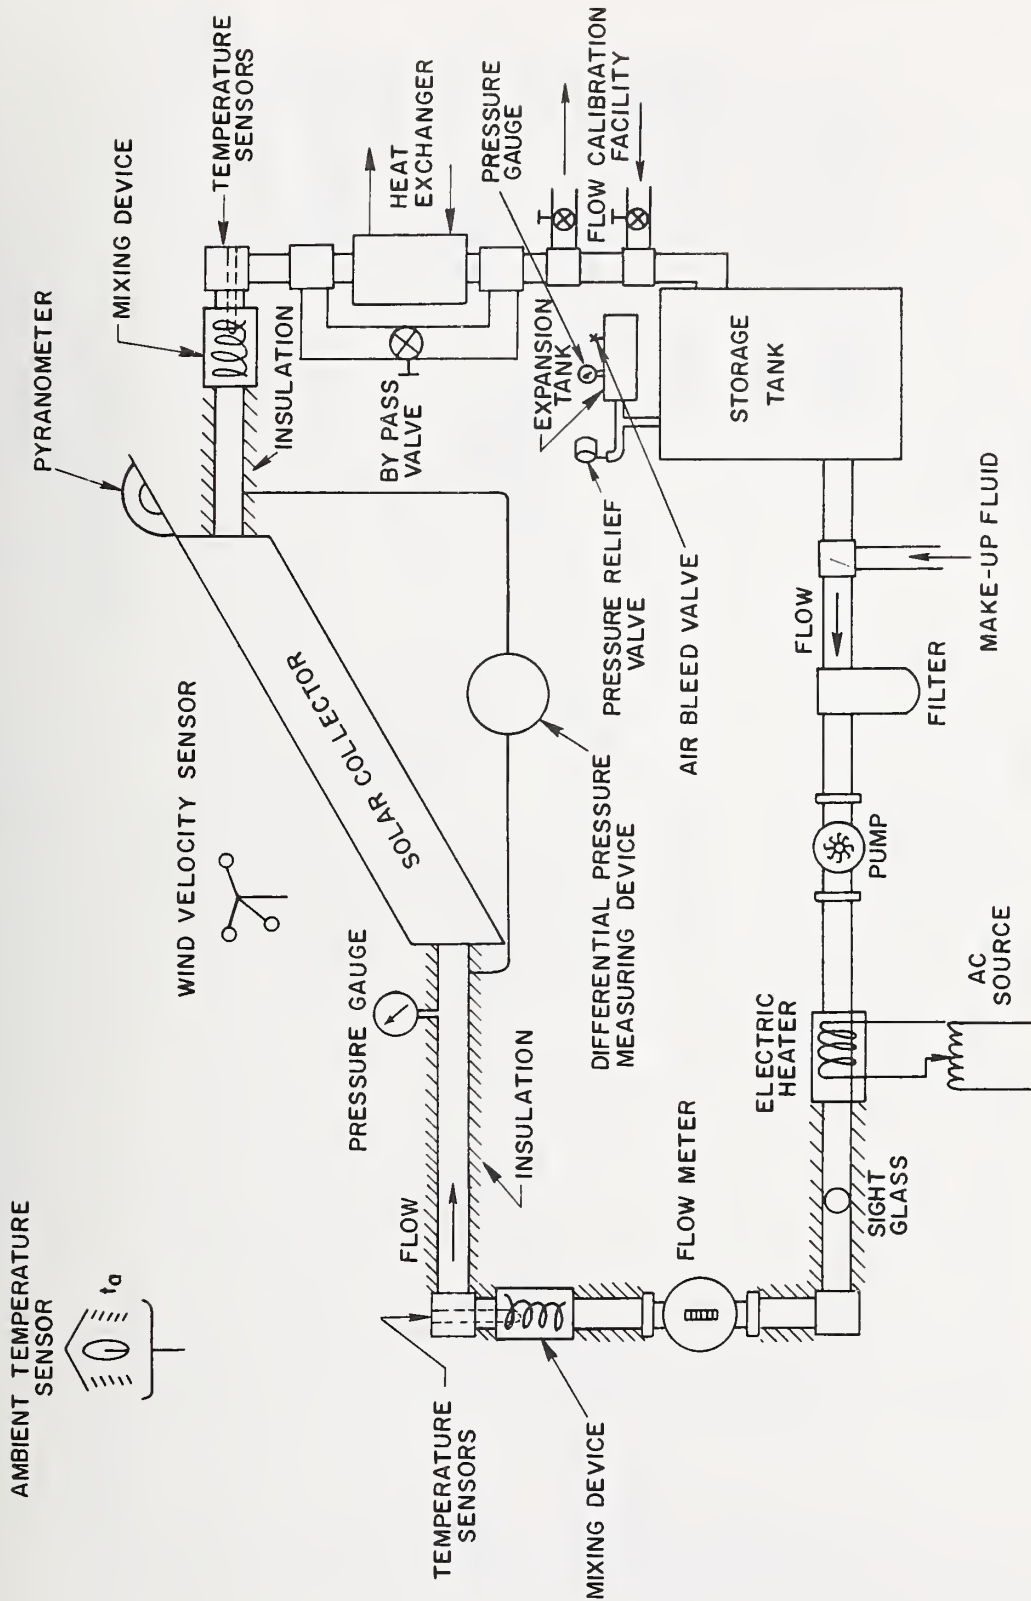 AMBIENT TEMPERATURE
SENSOR
ta
WIND VELOCITY SENSOR
PYRANOMETER
MIXING DEVICE
TEMPERATURE
SENSORS
INSULATION
SOLAR COLLECTOR
PRESSURE GAUGE
FLOW
INSULATION
TEMPERATURE
SENSORS
MIXING DEVICE
FLOW METER
DIFFERENTIAL PRESSURE
MEASURING DEVICE
BY PASS
VALVE
HEAT
EXCHANGER
PRESSURE
GAUGE
FLOW CALIBRATION
FACILITY
EXPANSION
TANK
PRESSURE RELIEF
VALVE
AIR BLEED VALVE
STORAGE
TANK
FLOW
MAKE-UP FLUID
FILTER
PUMP
ELECTRIC
HEATER
AC
SOURCE
SIGHT
GLASS